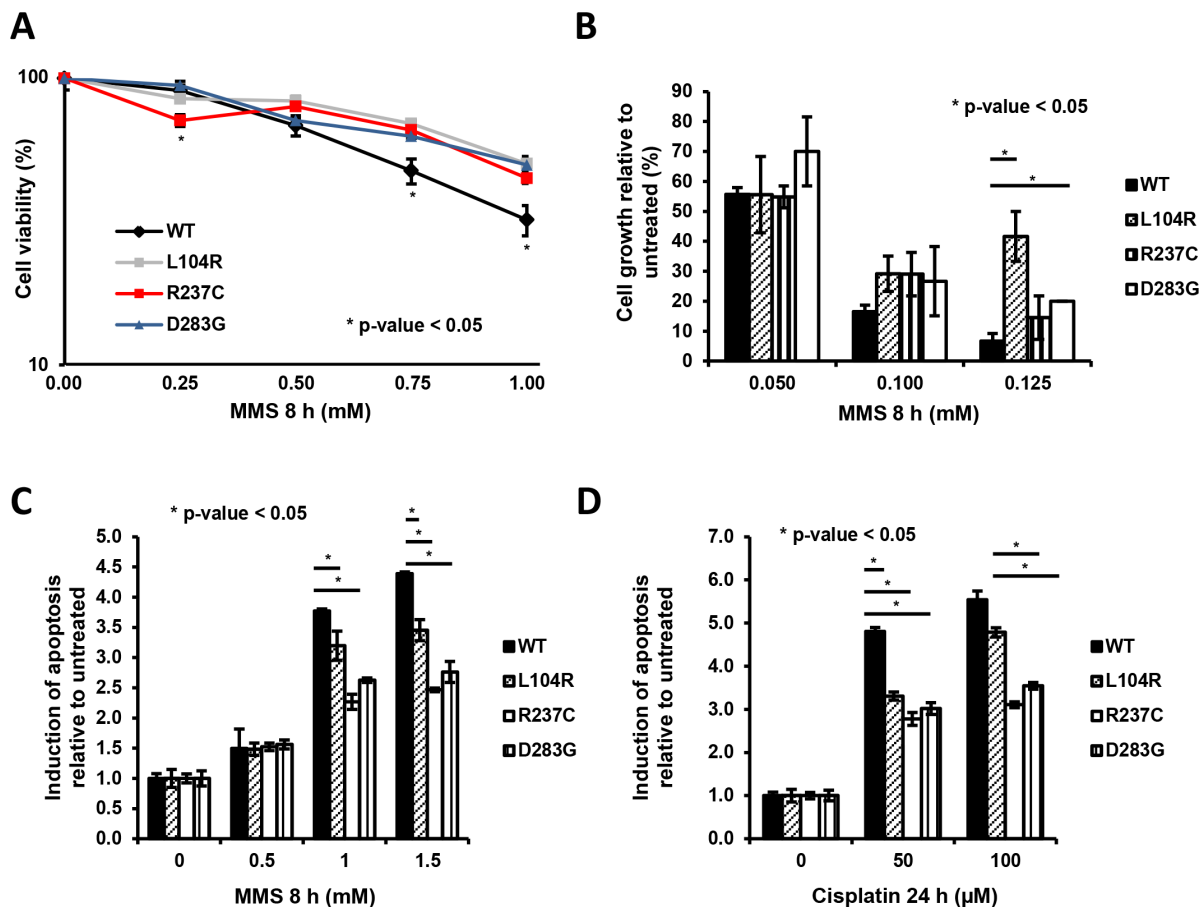 A
100
10
Cell viability (%)
*
*
*
WT
L104R
R237C
D283G
* p-value < 0.05
0.00 0.25 0.50 0.75 1.00
MMS 8 h (mM)
B
90
80
70
60
50
40
30
20
10
0
Cell growth relative to
untreated (%)
* p-value < 0.05
*
*
WT
L104R
R237C
D283G
0.050 0.100 0.125
MMS 8 h (mM)
C
* p-value < 0.05
5.0
4.5
4.0
3.5
3.0
2.5
2.0
1.5
1.0
0.5
0.0
Induction of apoptosis
relative to untreated
*
*
*
*
*
WT
L104R
R237C
D283G
0 0.5 1 1.5
MMS 8 h (mM)
D
* p-value < 0.05
7.0
6.0
5.0
4.0
3.0
2.0
1.0
0.0
Induction of apoptosis
relative to untreated
*
*
*
*
*
WT
L104R
R237C
D283G
0 50 100
Cisplatin 24 h (µM)